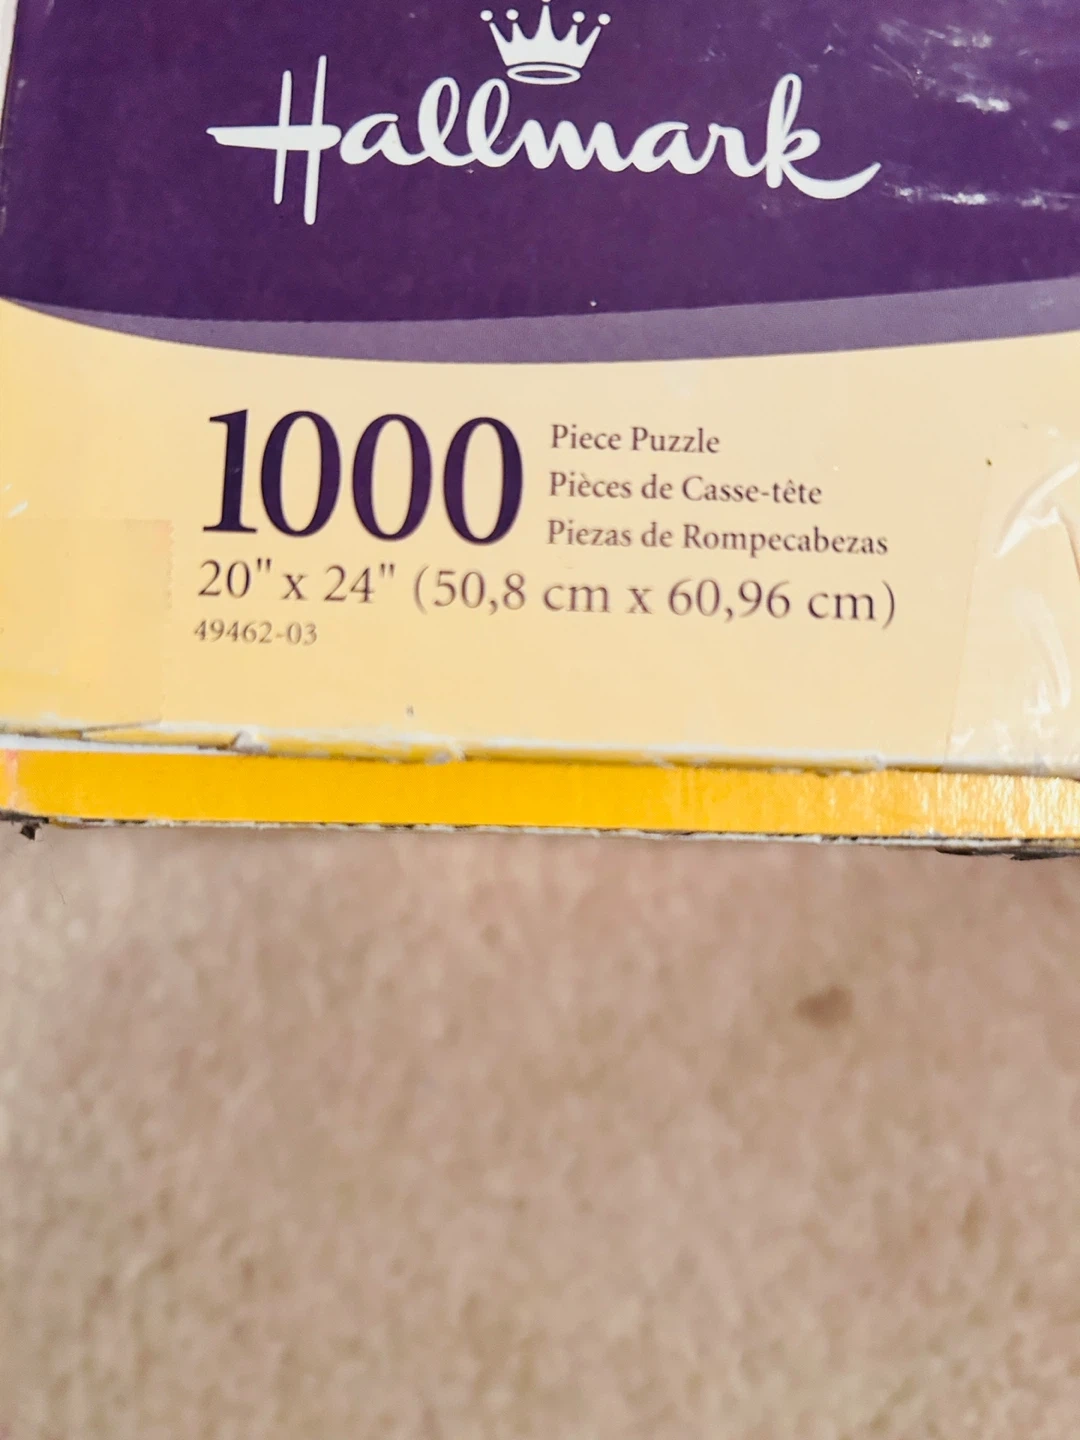 Hallmark
1000
Piece Puzzle
Pièces de Casse-tête
Piezas de Rompecabezas
20" x 24" (50,8 cm x 60,96 cm)
49462-03